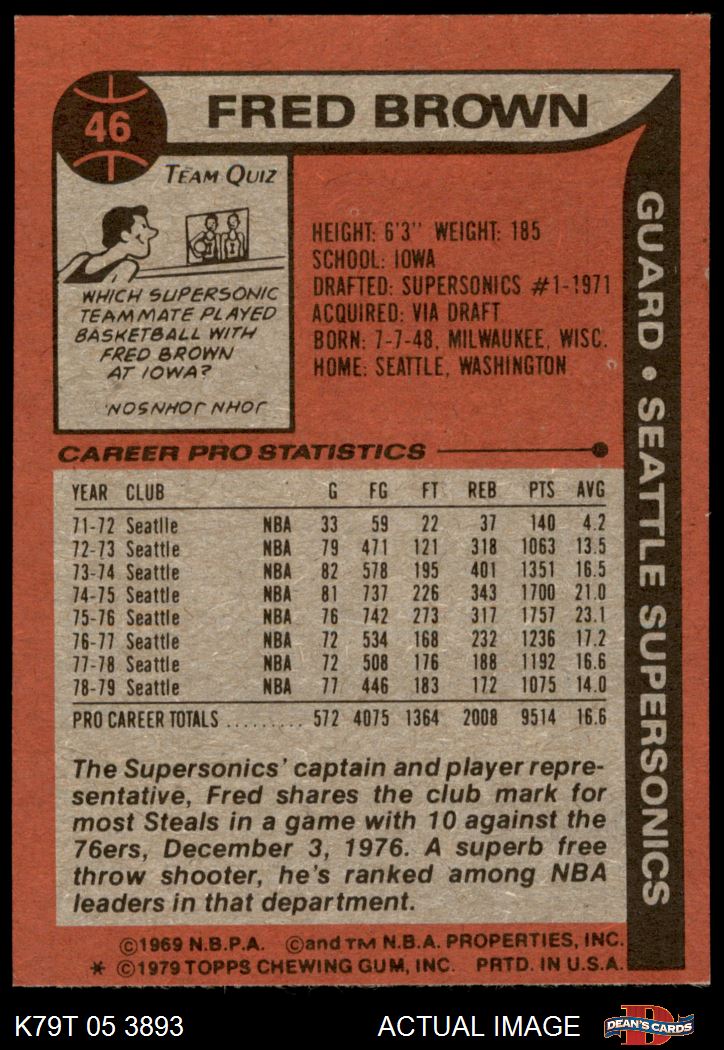 46
FRED BROWN
TEAM QUIZ
WHICH SUPERSONIC
TEAMMATE PLAYED
BASKETBALL WITH
FRED BROWN
AT IOWA?
JOHN JOHNSON
HEIGHT: 6'3" WEIGHT: 185
SCHOOL: IOWA
DRAFTED: SUPERSONICS #1-1971
ACQUIRED: VIA DRAFT
BORN: 7-7-48, MILWAUKEE, WISC.
HOME: SEATTLE, WASHINGTON
GUARD • SEATTLE SUPERSONICS
CAREER PRO STATISTICS
YEAR CLUB G FG FT REB PTS AVG
71-72 Seattle NBA 33 59 22 37 140 4.2
72-73 Seattle NBA 79 471 121 318 1063 13.5
73-74 Seattle NBA 82 578 195 401 1351 16.5
74-75 Seattle NBA 81 737 226 343 1700 21.0
75-76 Seattle NBA 76 742 273 317 1757 23.1
76-77 Seattle NBA 72 534 168 232 1236 17.2
77-78 Seattle NBA 72 508 176 188 1192 16.6
78-79 Seattle NBA 77 446 183 172 1075 14.0
PRO CAREER TOTALS ......... 572 4075 1364 2008 9514 16.6
The Supersonics' captain and player repre-
sentative, Fred shares the club mark for
most Steals in a game with 10 against the
76ers, December 3, 1976. A superb free
throw shooter, he's ranked among NBA
leaders in that department.
©1969 N.B.P.A. ©and TM N.B.A. PROPERTIES, INC.
* ©1979 TOPPS CHEWING GUM, INC. PRTD. IN U.S.A.
K79T 05 3893 ACTUAL IMAGE DEAN'S CARDS